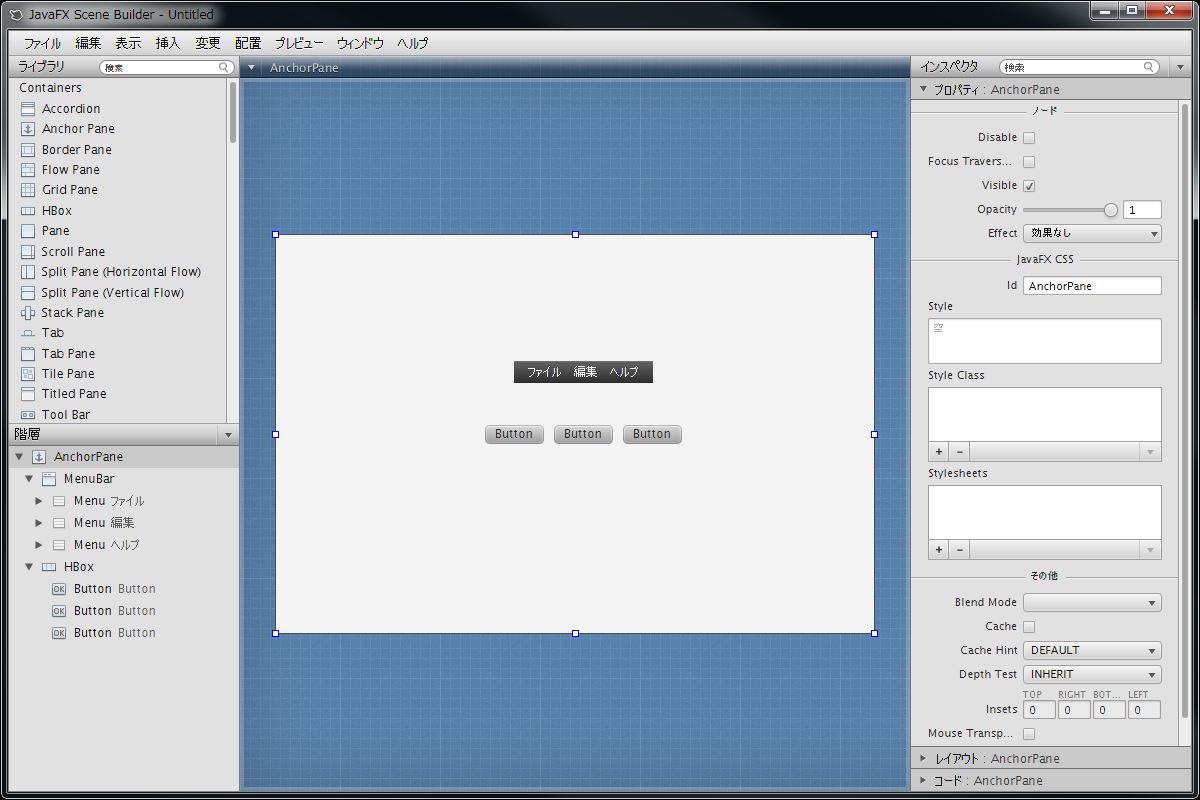 JavaFX Scene Builder - Untitled
ファイル 編集 表示 挿入 変更 配置 プレビュー ウィンドウ ヘルプ
ライブラリ 検索
Containers
Accordion
Anchor Pane
Border Pane
Flow Pane
Grid Pane
HBox
Pane
Scroll Pane
Split Pane (Horizontal Flow)
Split Pane (Vertical Flow)
Stack Pane
Tab
Tab Pane
Tile Pane
Titled Pane
Tool Bar
階層
AnchorPane
MenuBar
Menu ファイル
Menu 編集
Menu ヘルプ
HBox
OK Button Button
OK Button Button
OK Button Button
AnchorPane
ファイル 編集 ヘルプ
Button Button Button
インスペクタ 検索
プロパティ : AnchorPane
ノード
Disable
Focus Travers...
Visible
Opacity 1
Effect 効果なし
JavaFX CSS
Id AnchorPane
Style
空
Style Class
+ -
Stylesheets
+ -
その他
Blend Mode
Cache
Cache Hint DEFAULT
Depth Test INHERIT
TOP RIGHT BOT... LEFT
Insets 0 0 0 0
Mouse Transp...
レイアウト : AnchorPane
コード : AnchorPane